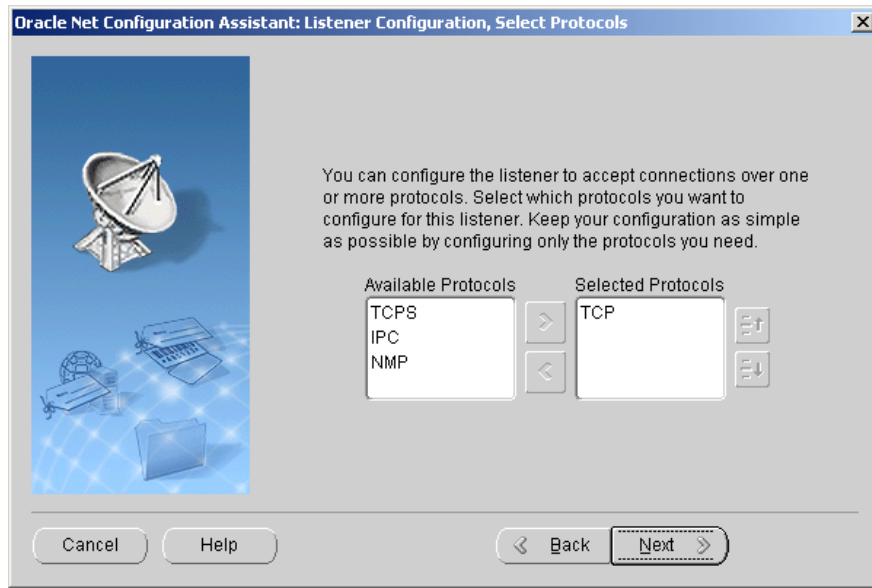 Oracle Net Configuration Assistant: Listener Configuration, Select Protocols
You can configure the listener to accept connections over one
or more protocols. Select which protocols you want to
configure for this listener. Keep your configuration as simple
as possible by configuring only the protocols you need.
Available Protocols
TCPS
IPC
NMP
Selected Protocols
TCP
Cancel
Help
Back
Next